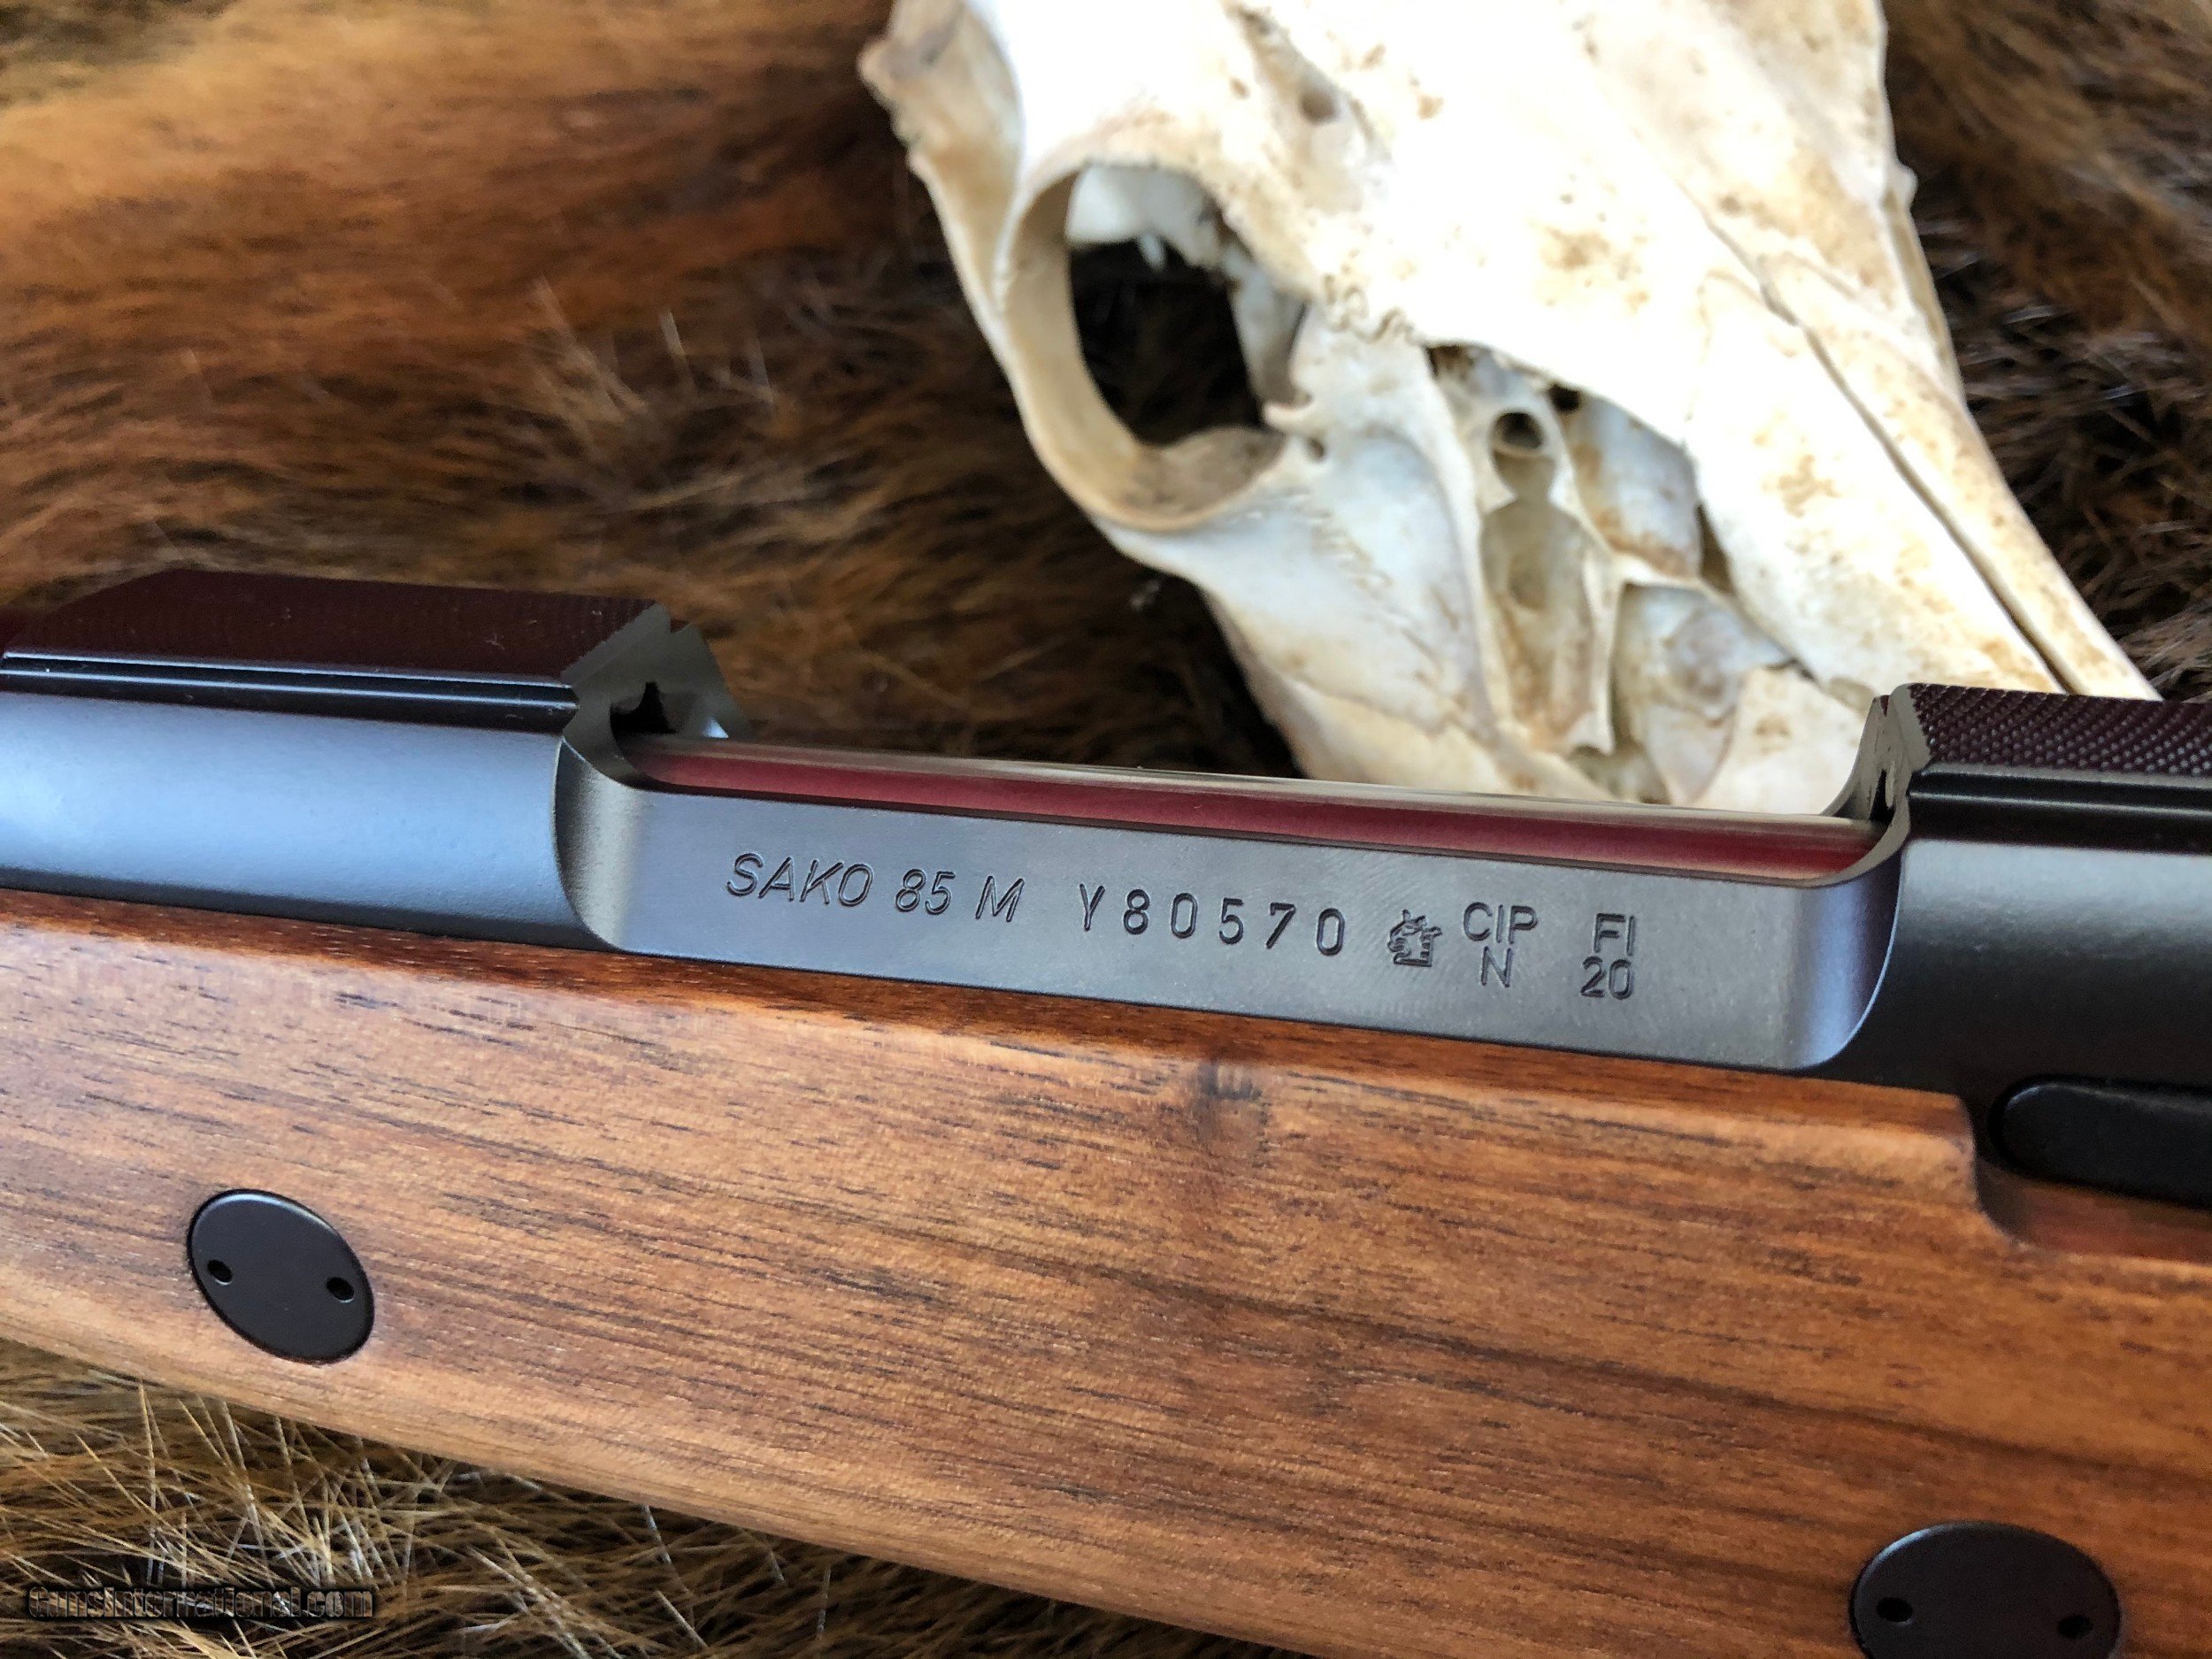 SAKO 85 M Y80570 CIP FI
N 20
GunsInternational.com